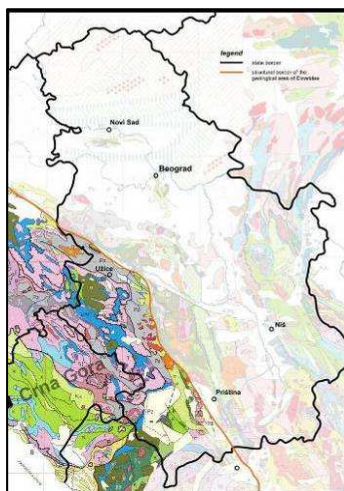 legend
state border
structural border of the
geological area of Dinarides
Novi Sad
Beograd
Užice
Niš
Crna Gora
Priština